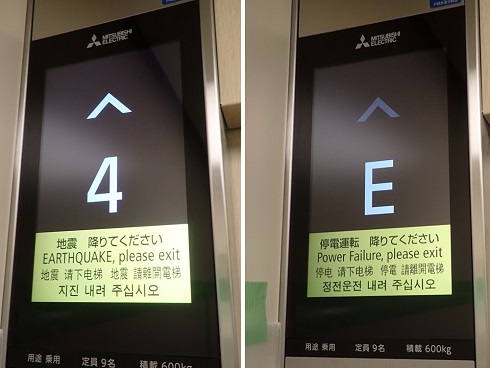 MITSUBISHI
ELECTRIC
4
地震 降りてください
EARTHQUAKE, please exit
地震 请下电梯 地震 請離開電梯
지진 내려 주십시오
用途 乗用 定員 9名 積載 600kg
MITSUBISHI
ELECTRIC
E
停電運転 降りてください
Power Failure, please exit
停电 请下电梯 停電 請離開電梯
정전운전 내려 주십시오
用途 乗用 定員 9名 積載 600kg